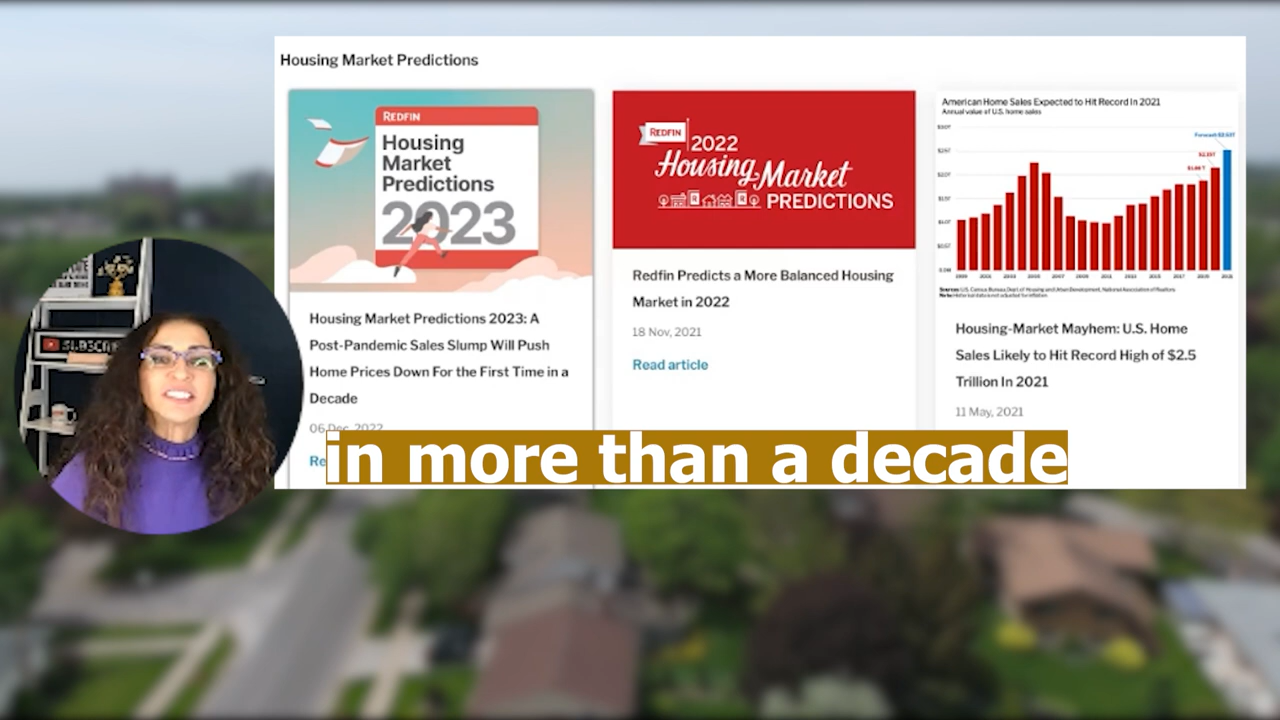 Housing Market Predictions
REDFIN
Housing
Market
Predictions
2023
Housing Market Predictions 2023: A
Post-Pandemic Sales Slump Will Push
Home Prices Down For the First Time in a
Decade
06 Dec, 2022
Re
REDFIN
2022
Housing Market
PREDICTIONS
Redfin Predicts a More Balanced Housing
Market in 2022
18 Nov, 2021
Read article
American Home Sales Expected to Hit Record In 2021
Annual value of U.S. home sales
Housing-Market Mayhem: U.S. Home
Sales Likely to Hit Record High of $2.5
Trillion In 2021
11 May, 2021
in more than a decade